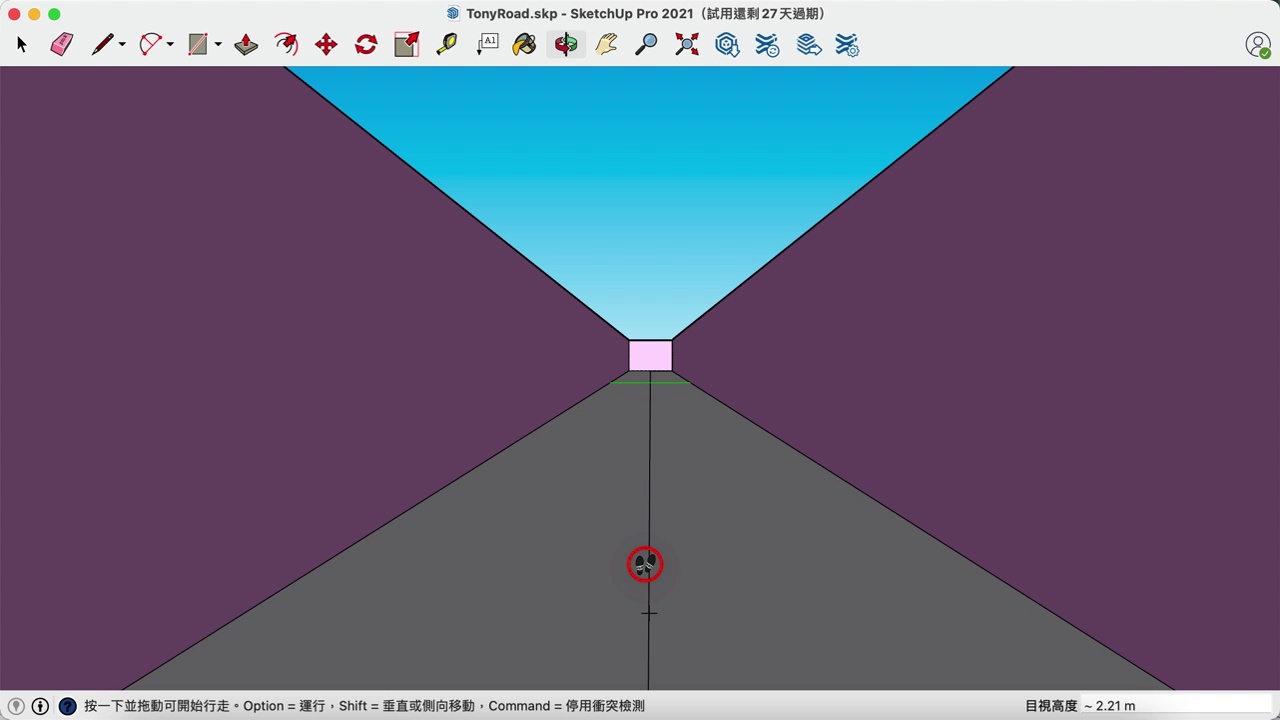 TonyRoad.skp - SketchUp Pro 2021（試用還剩 27 天過期）
A1
按一下並拖動可開始行走。Option = 運行，Shift = 垂直或側向移動，Command = 停用衝突檢測
目視高度 ~ 2.21 m